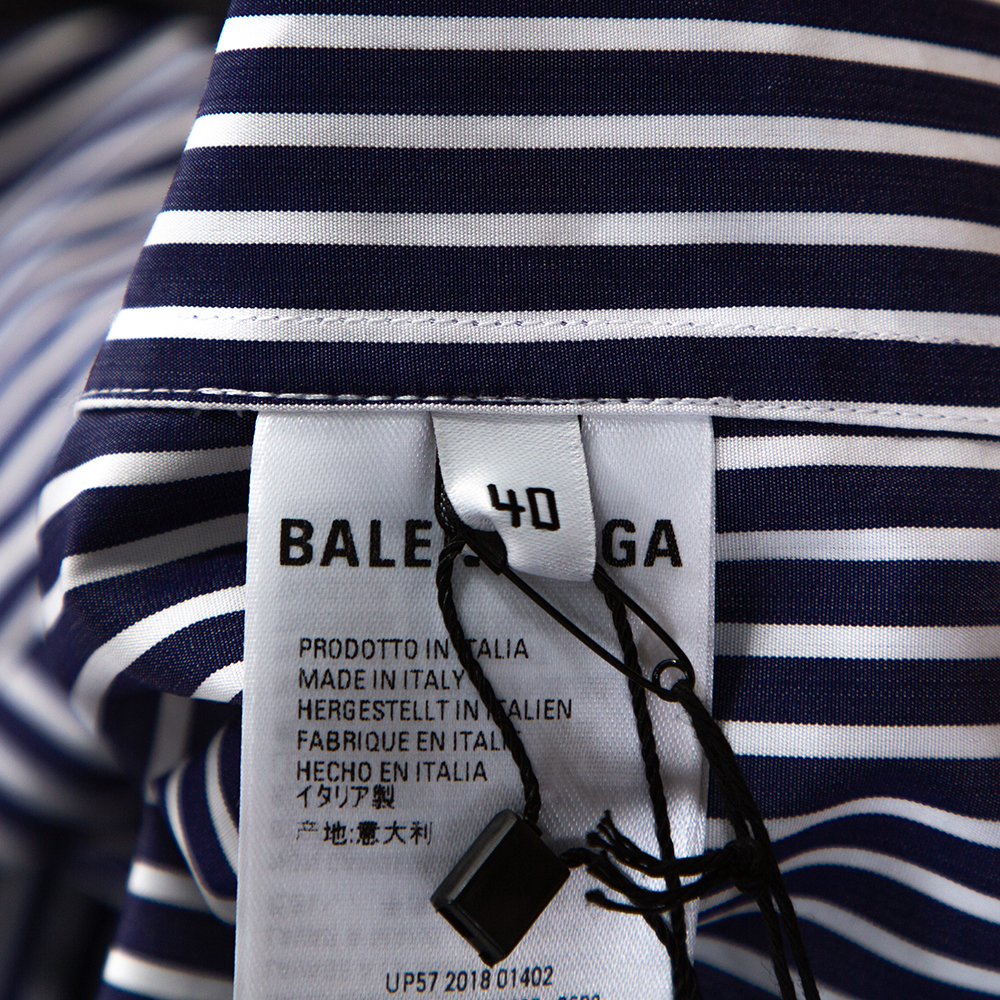 40
BALE GA
PRODOTTO IN ITALIA
MADE IN ITALY
HERGESTELLT IN ITALIEN
FABRIQUE EN ITALI
HECHO EN ITALIA
イタリア製
产地:意大利
UP57 2018 01402